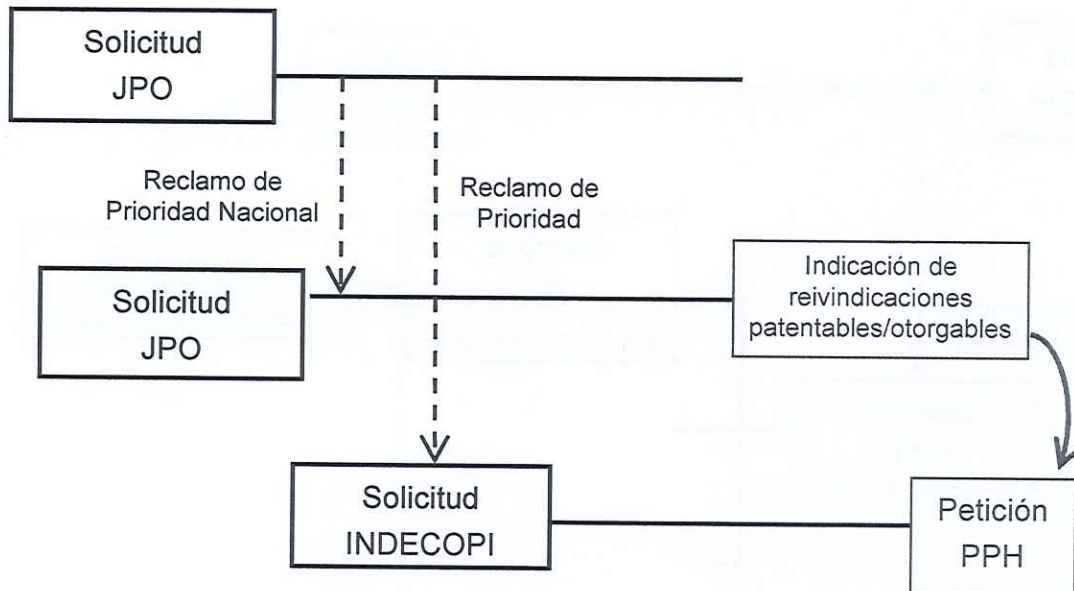 Solicitud
JPO
Reclamo de
Prioridad Nacional
Reclamo de
Prioridad
Solicitud
JPO
Indicación de
reivindicaciones
patentables/otorgables
Solicitud
INDECOPI
Petición
PPH